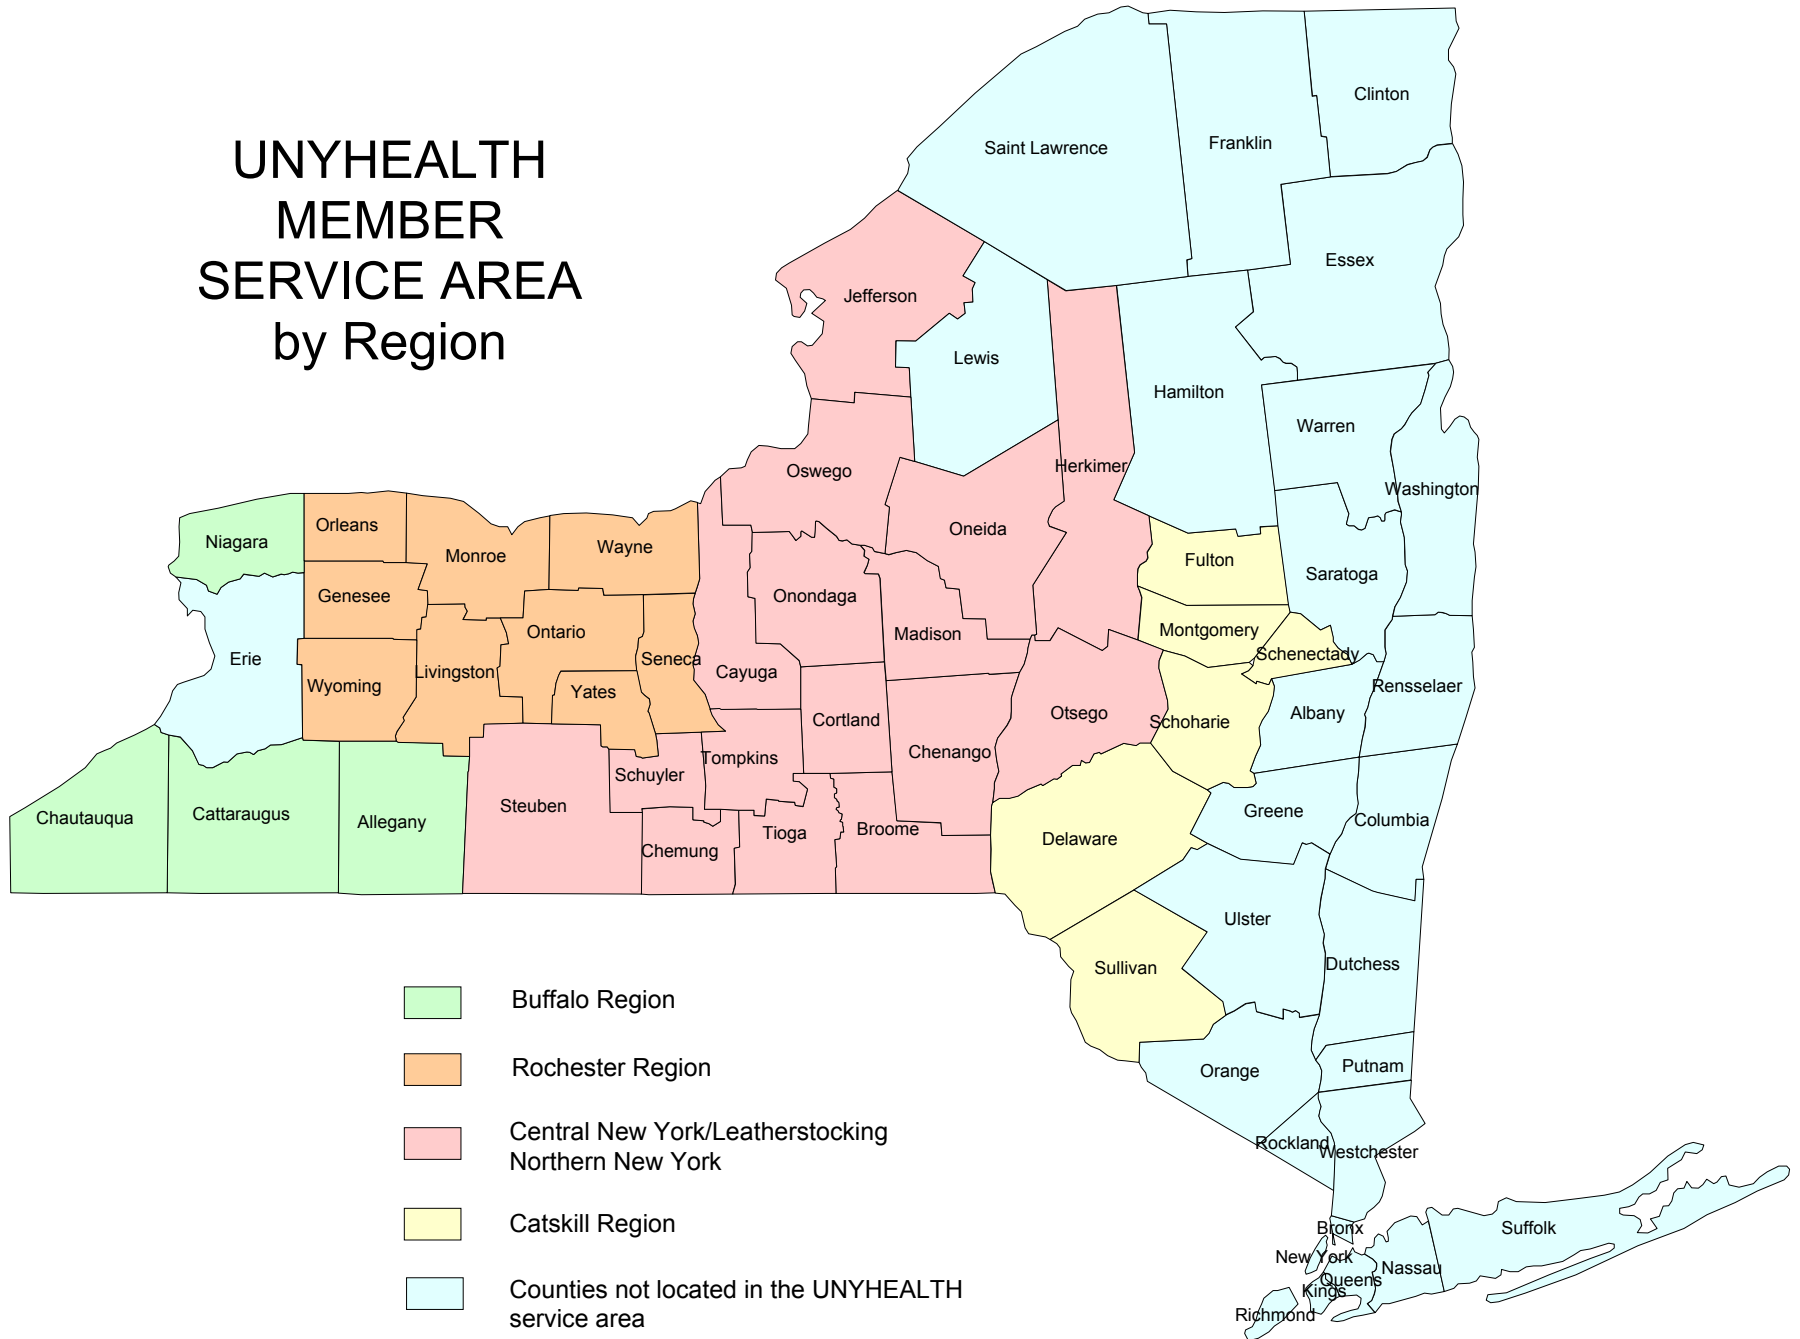 UNYHEALTH
MEMBER
SERVICE AREA
by Region
Clinton
Franklin
Saint Lawrence
Essex
Jefferson
Lewis
Hamilton
Warren
Herkimer
Oswego
Washington
Oneida
Orleans
Niagara
Monroe
Wayne
Fulton
Saratoga
Genesee
Onondaga
Ontario
Madison
Montgomery
Schenectady
Erie
Seneca
Livingston
Cayuga
Wyoming
Yates
Rensselaer
Otsego
Albany
Cortland
Schoharie
Chenango
Tompkins
Schuyler
Steuben
Greene
Columbia
Chautauqua
Cattaraugus
Allegany
Broome
Tioga
Delaware
Chemung
Ulster
Dutchess
Sullivan
Putnam
Orange
Rockland
Westchester
Bronx
Suffolk
New York
Nassau
Queens
Kings
Richmond
Buffalo Region
Rochester Region
Central New York/Leatherstocking
Northern New York
Catskill Region
Counties not located in the UNYHEALTH
service area